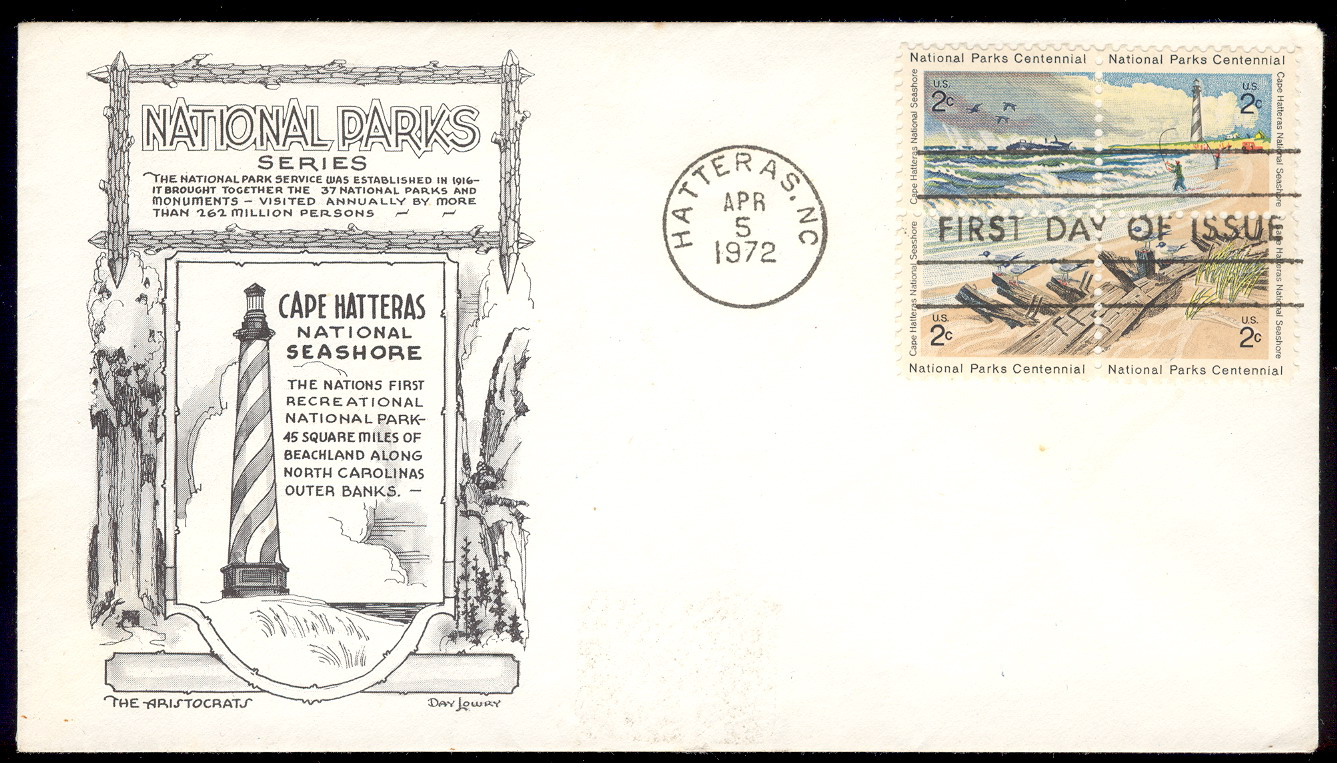 NATIONAL PARKS
SERIES
THE NATIONAL PARK SERVICE WAS ESTABLISHED IN 1916-
IT BROUGHT TOGETHER THE 37 NATIONAL PARKS AND
MONUMENTS - VISITED ANNUALLY BY MORE
THAN 262 MILLION PERSONS - -
CAPE HATTERAS
NATIONAL
SEASHORE
THE NATIONS FIRST
RECREATIONAL
NATIONAL PARK-
45 SQUARE MILES OF
BEACHLAND ALONG
NORTH CAROLINAS
OUTER BANKS. -
THE ARISTOCRATS
DAY LOWRY
HATTERAS, NC
APR
5
1972
National Parks Centennial
National Parks Centennial
Cape Hatteras National Seashore
U.S.
2c
U.S.
2c
Cape Hatteras National Seashore
FIRST DAY OF ISSUE
Cape Hatteras National Seashore
U.S.
2c
U.S.
2c
Cape Hatteras National Seashore
National Parks Centennial
National Parks Centennial